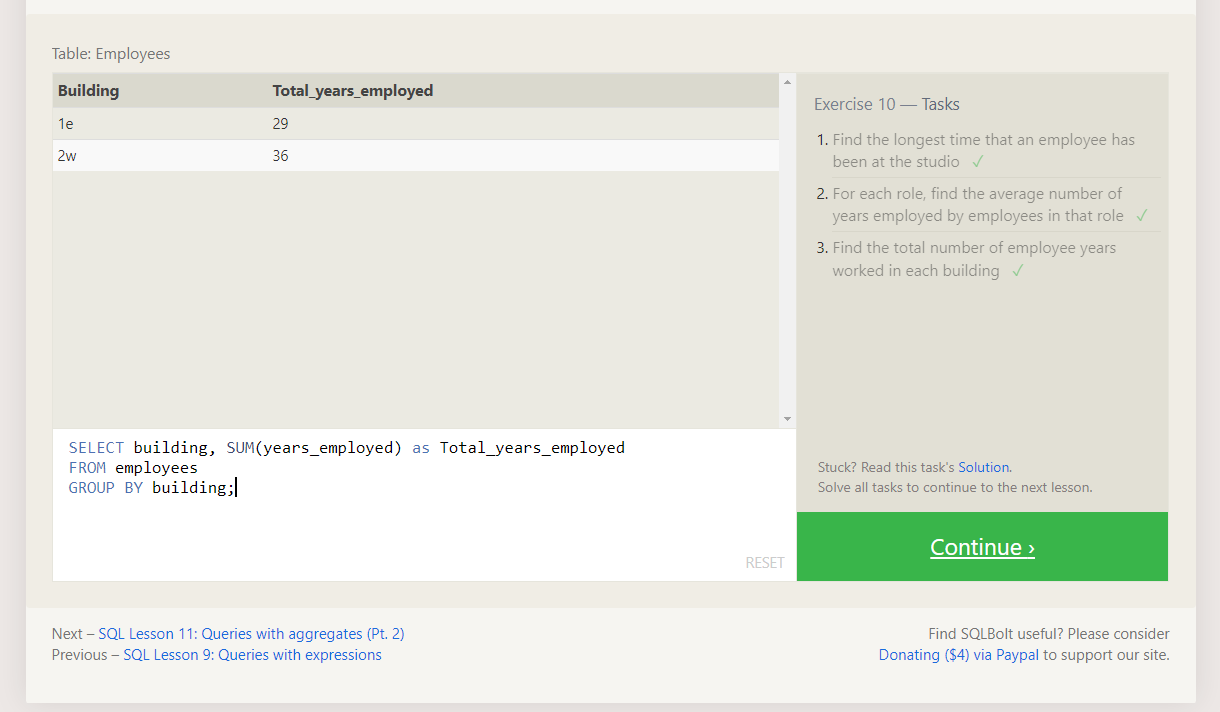 Table: Employees
Building Total_years_employed
1e 29
2w 36
SELECT building, SUM(years_employed) as Total_years_employed
FROM employees
GROUP BY building;
RESET
Exercise 10 — Tasks
1. Find the longest time that an employee has
been at the studio ✓
2. For each role, find the average number of
years employed by employees in that role ✓
3. Find the total number of employee years
worked in each building ✓
Stuck? Read this task's Solution.
Solve all tasks to continue to the next lesson.
Continue ›
Next – SQL Lesson 11: Queries with aggregates (Pt. 2)
Previous – SQL Lesson 9: Queries with expressions
Find SQLBolt useful? Please consider
Donating ($4) via Paypal to support our site.